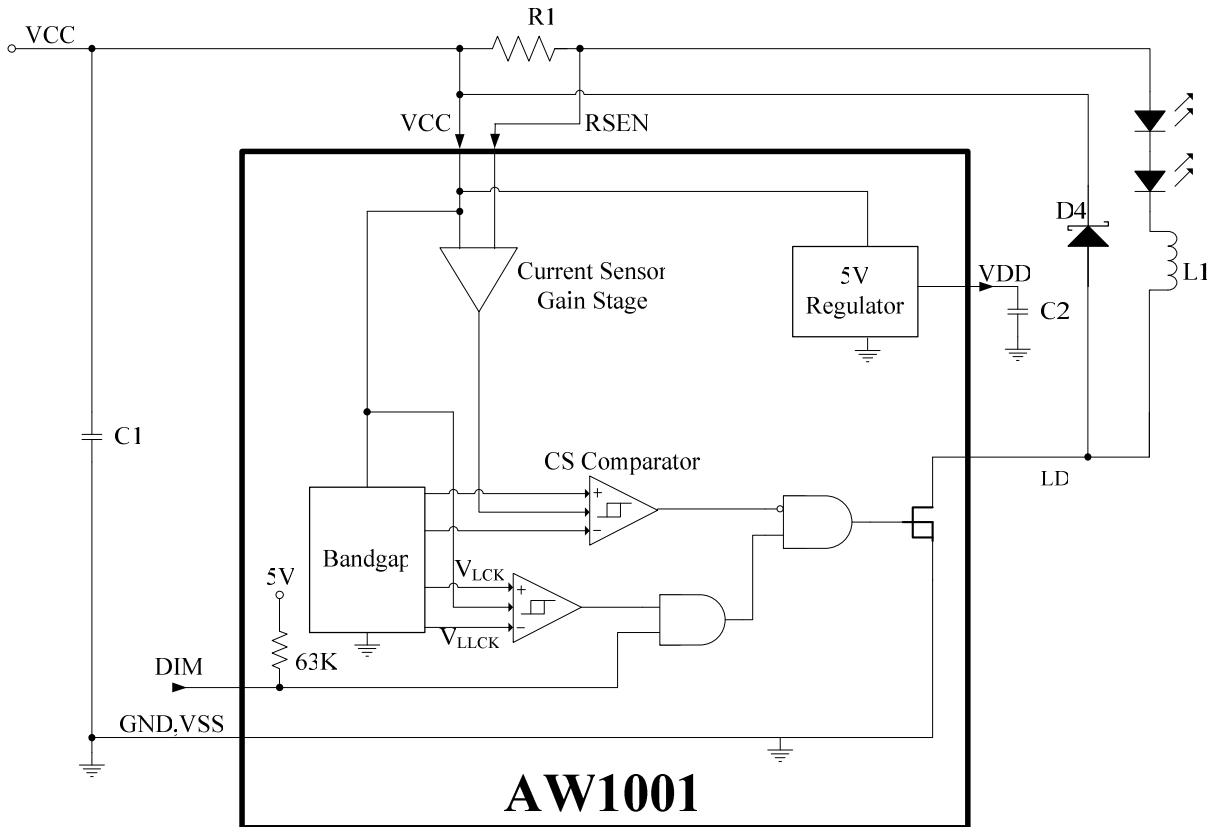 R1
VCC
VCC
RSEN
D4
Current Sensor
Gain Stage
5V
Regulator
VDD
L1
C2
C1
CS Comparator
LD
+
−
Bandgap
VLCK
5V
+
−
VLLCK
63K
DIM
GND,VSS
AW1001